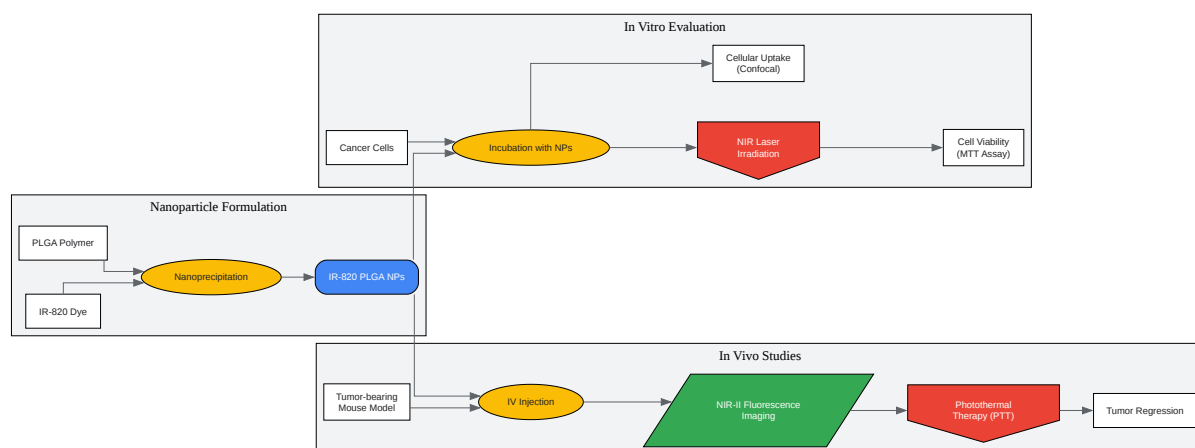 In Vitro Evaluation
Cellular Uptake
(Confocal)
Cancer Cells
Incubation with NPs
NIR Laser
Irradiation
Cell Viability
(MTT Assay)
Nanoparticle Formulation
PLGA Polymer
Nanoprecipitation
IR-820 PLGA NPs
IR-820 Dye
In Vivo Studies
Tumor-bearing
Mouse Model
IV Injection
NIR-II Fluorescence
Imaging
Photothermal
Therapy (PTT)
Tumor Regression